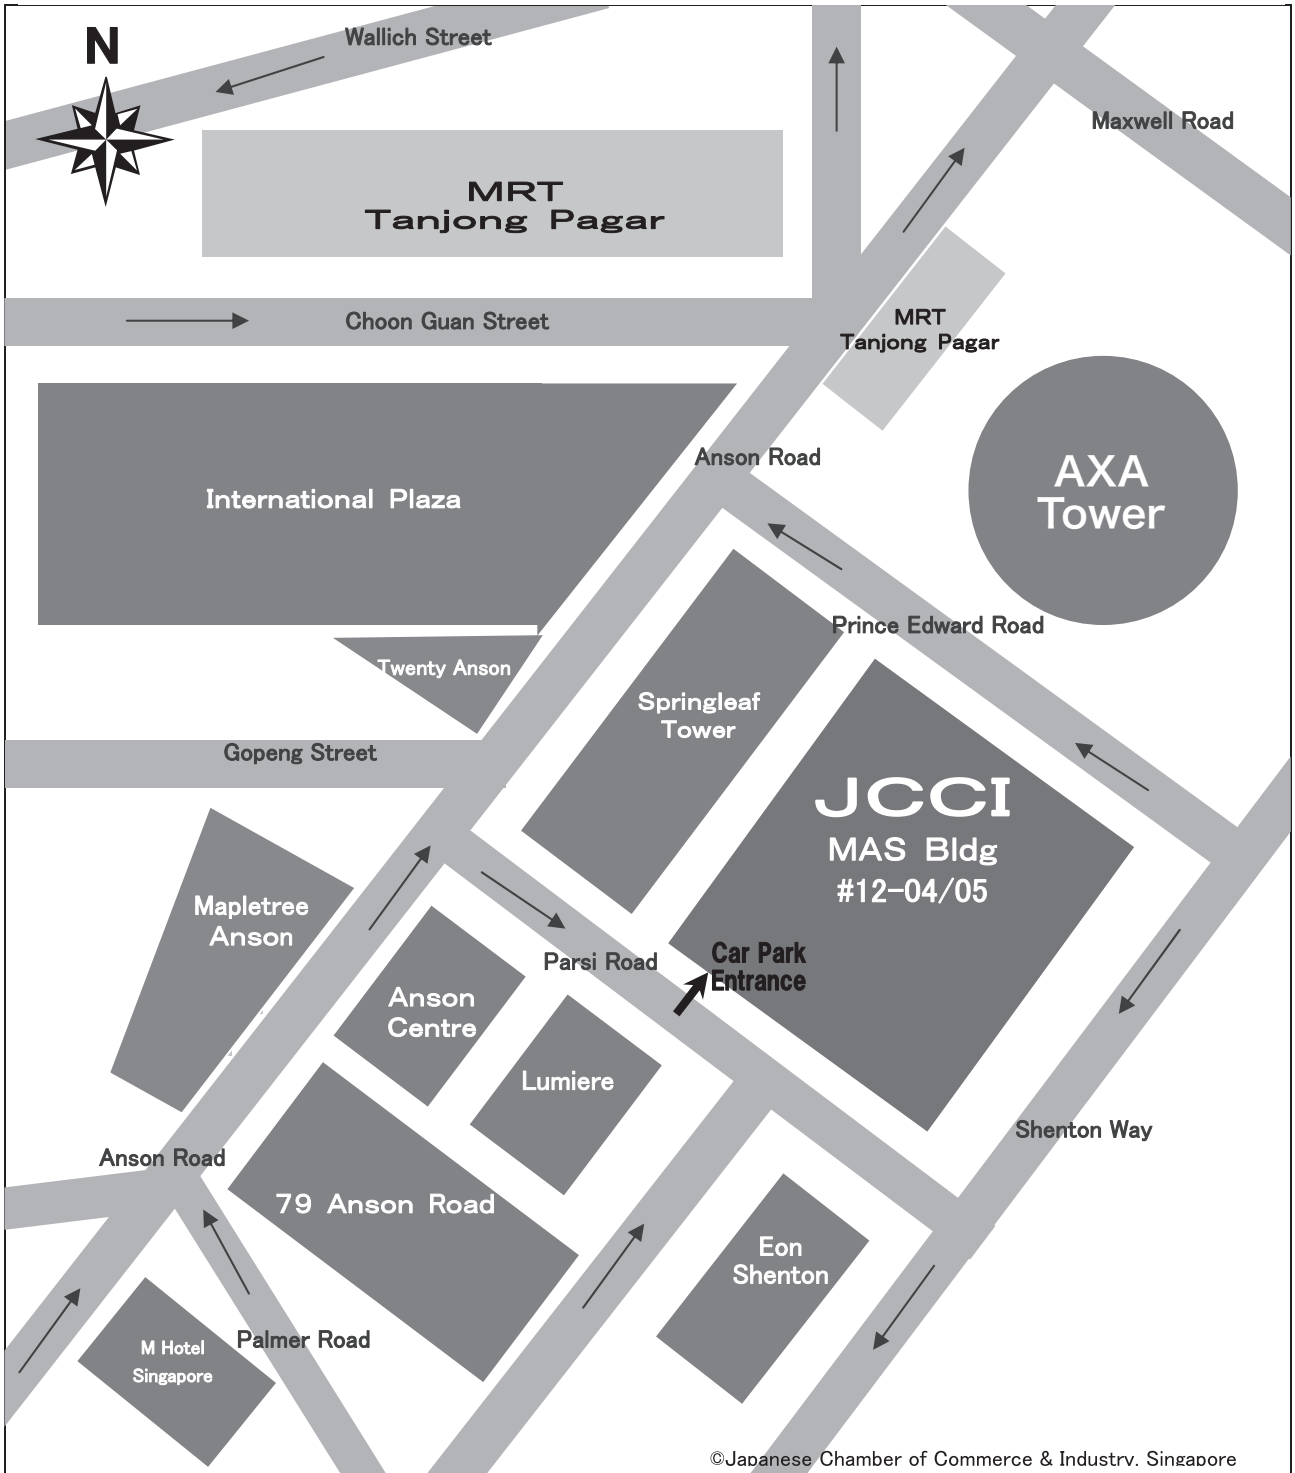 N
Wallich Street
Maxwell Road
MRT
Tanjong Pagar
Choon Guan Street
MRT
Tanjong Pagar
Anson Road
AXA
Tower
International Plaza
Prince Edward Road
Twenty Anson
Springleaf
Tower
Gopeng Street
JCCI
MAS Bldg
#12-04/05
Mapletree
Anson
Car Park
Entrance
Parsi Road
Anson
Centre
Lumiere
Shenton Way
Anson Road
79 Anson Road
Eon
Shenton
Palmer Road
M Hotel
Singapore
©Japanese Chamber of Commerce & Industry, Singapore